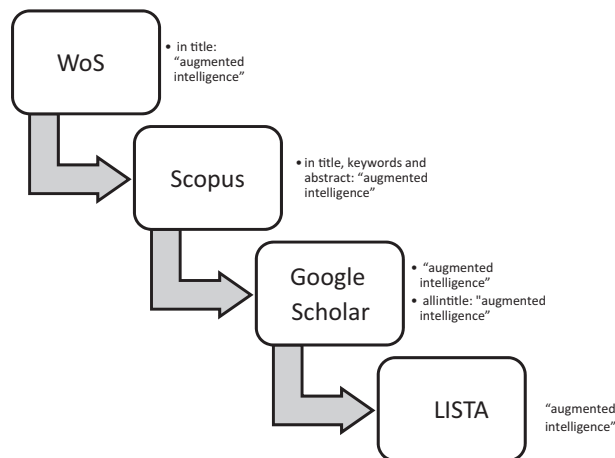 WoS
• in title:
“augmented
intelligence”
Scopus
• in title, keywords and
abstract: “augmented
intelligence”
Google
Scholar
• “augmented
intelligence”
• allintitle: "augmented
intelligence”
LISTA
“augmented
intelligence”